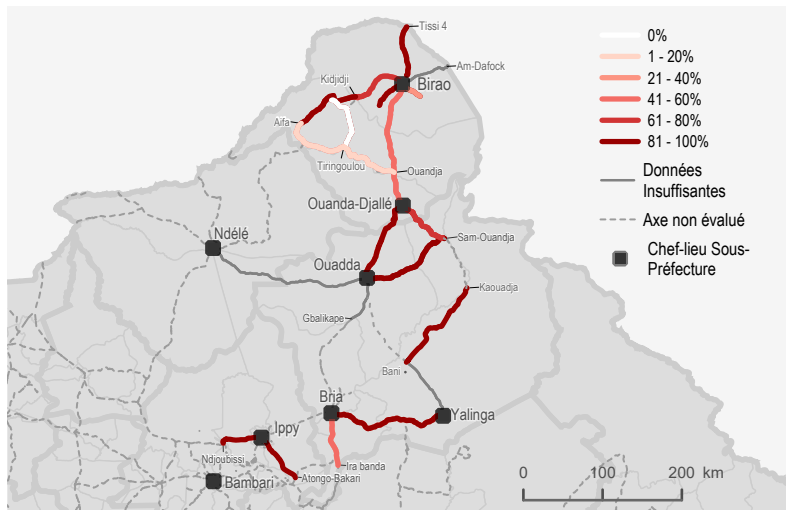 Tissi 4
0%
1 - 20%
21 - 40%
41 - 60%
61 - 80%
81 - 100%
Données
Insuffisantes
Axe non évalué
Chef-lieu Sous-
Préfecture
Am-Dafock
Kidjidji
Birao
Aifa
Tiringoulou
Ouandja
Ouanda-Djallé
Ndélé
Sam-Ouandja
Ouadda
Kaouadja
Gbalikape
Bani
Bria
Yalinga
Ippy
Ndjoubissi
Ira banda
Atongo-Bakari
Bambari
0 100 200 km